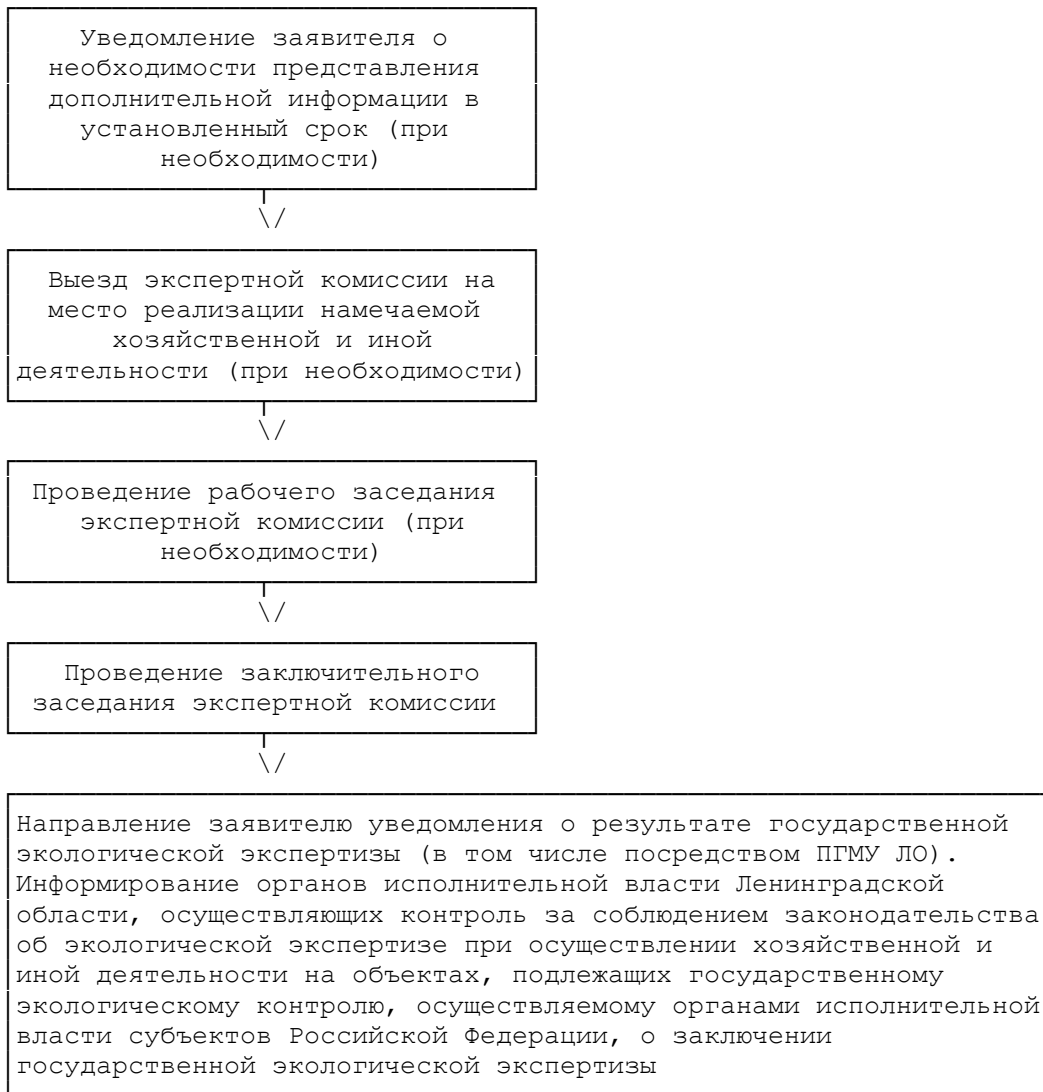 Уведомление заявителя о
необходимости представления
дополнительной информации в
установленный срок (при
необходимости)
\/
Выезд экспертной комиссии на
место реализации намечаемой
хозяйственной и иной
деятельности (при необходимости)
\/
Проведение рабочего заседания
экспертной комиссии (при
необходимости)
\/
Проведение заключительного
заседания экспертной комиссии
\/
Направление заявителю уведомления о результате государственной
экологической экспертизы (в том числе посредством ПГМУ ЛО).
Информирование органов исполнительной власти Ленинградской
области, осуществляющих контроль за соблюдением законодательства
об экологической экспертизе при осуществлении хозяйственной и
иной деятельности на объектах, подлежащих государственному
экологическому контролю, осуществляемому органами исполнительной
власти субъектов Российской Федерации, о заключении
государственной экологической экспертизы